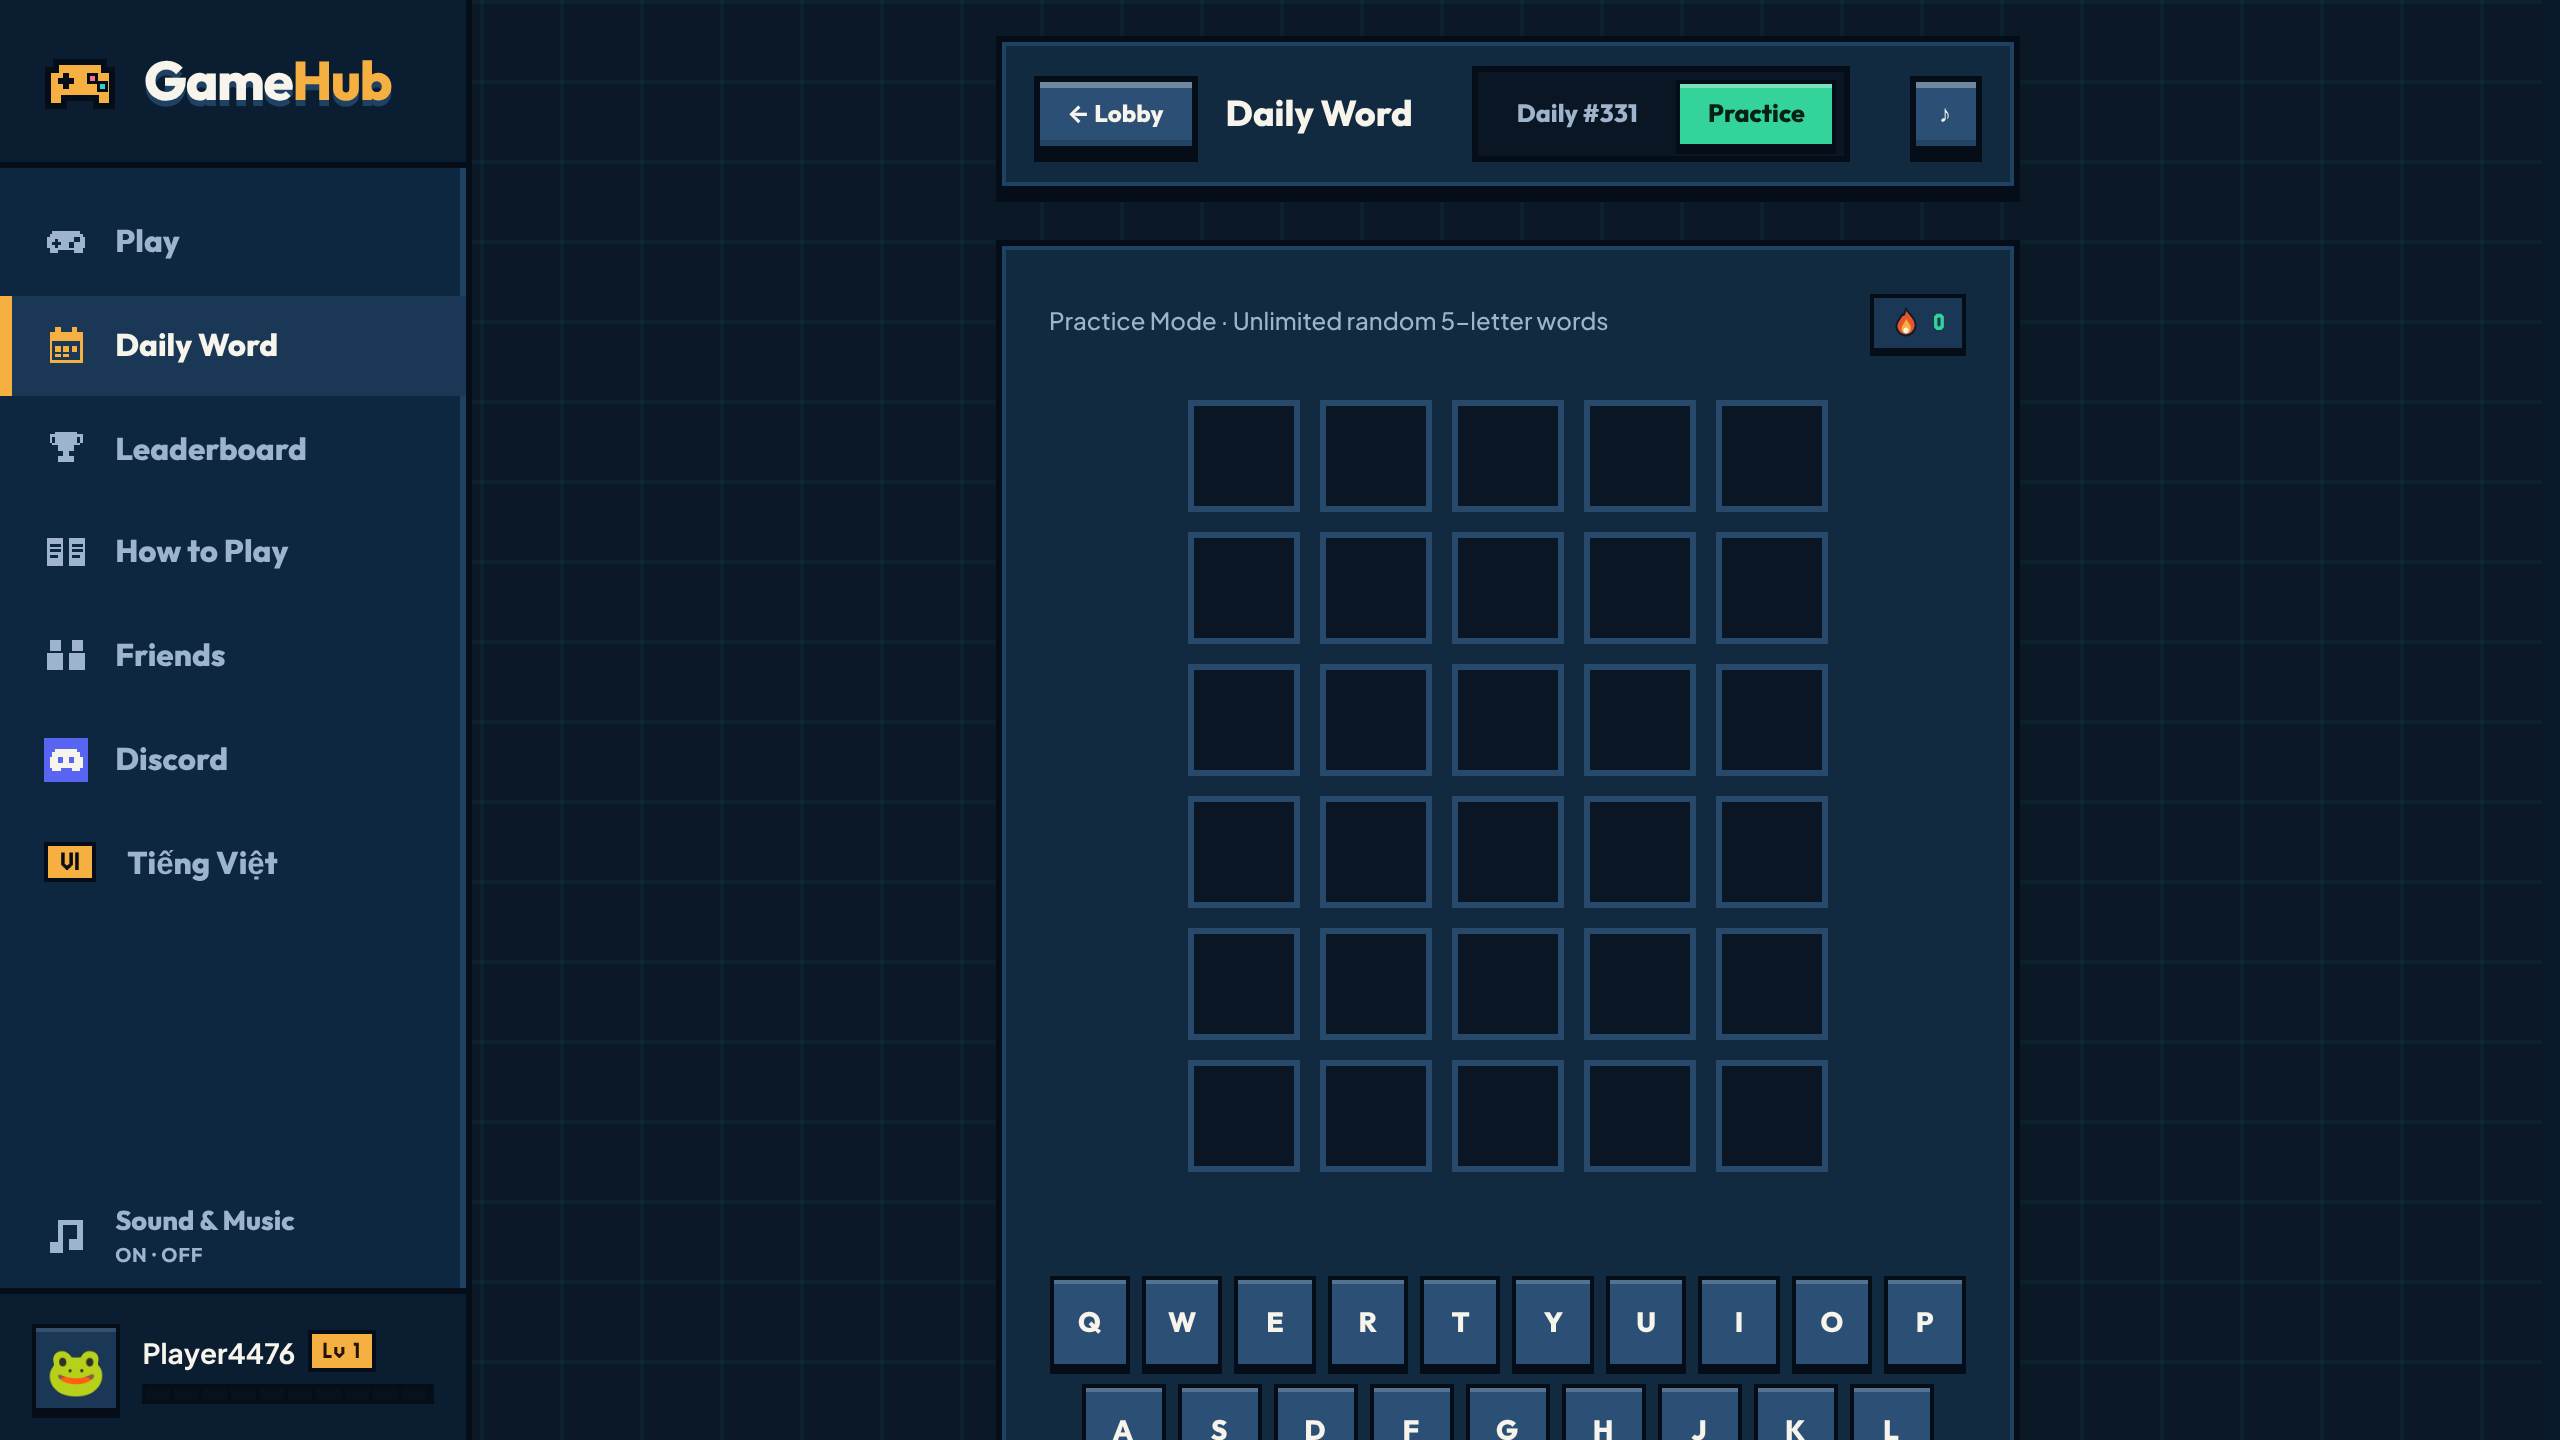 GameHub
Play
Daily Word
Leaderboard
How to Play
Friends
Discord
VI Tiếng Việt
Sound & Music
ON · OFF
Player4476 Lv 1
← Lobby Daily Word Daily #331 Practice ♪
Practice Mode · Unlimited random 5-letter words 0
Q W E R T Y U I O P
A S D F G H J K L